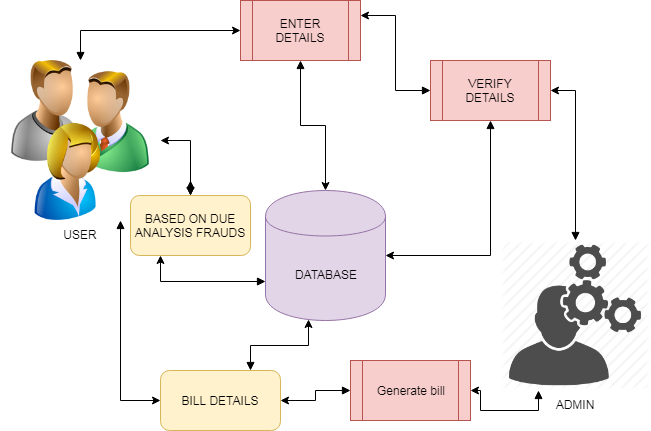 ENTER
DETAILS
VERIFY
DETAILS
USER
BASED ON DUE
ANALYSIS FRAUDS
DATABASE
BILL DETAILS
Generate bill
ADMIN